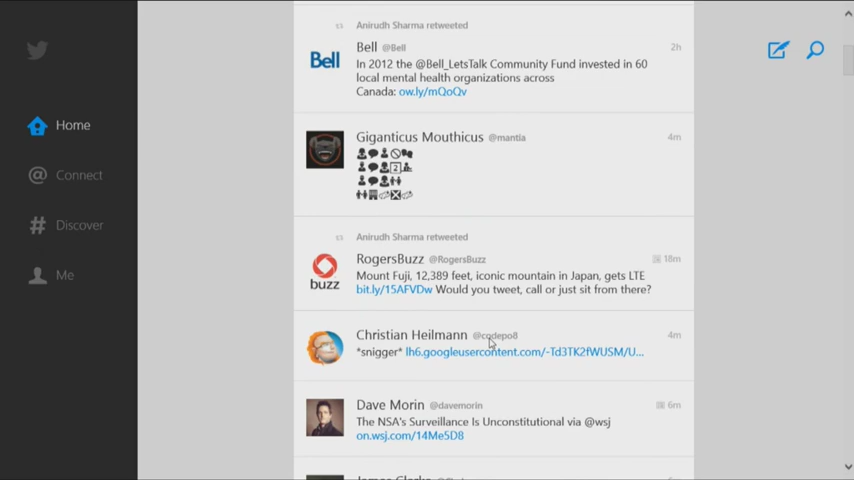 Home
@ Connect
# Discover
Me
Anirudh Sharma retweeted
Bell @Bell 2h
In 2012 the @Bell_LetsTalk Community Fund invested in 60
local mental health organizations across
Canada: ow.ly/mQoQv
Bell
Giganticus Mouthicus @mantia 4m
Anirudh Sharma retweeted
RogersBuzz @RogersBuzz 18m
Mount Fuji, 12,389 feet, iconic mountain in Japan, gets LTE
bit.ly/15AFVDw Would you tweet, call or just sit from there?
buzz
Christian Heilmann @codepo8 4m
*snigger* lh6.googleusercontent.com/-Td3TK2fWUSM/U...
Dave Morin @davemorin 6m
The NSA's Surveillance Is Unconstitutional via @wsj
on.wsj.com/14Me5D8